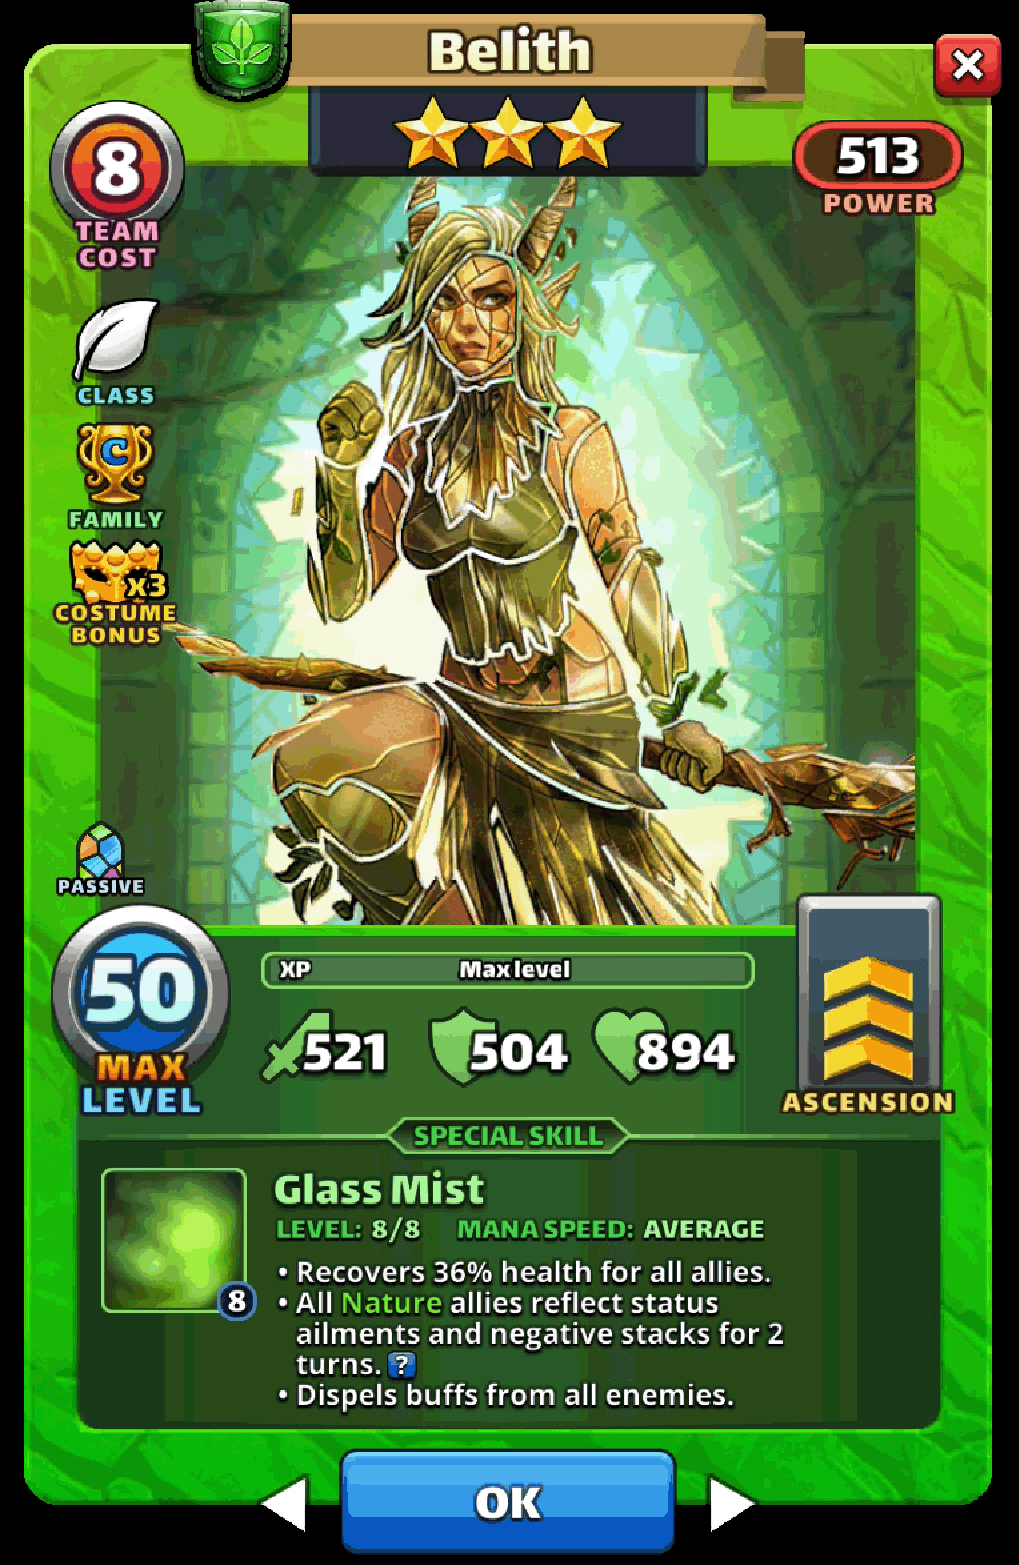 Belith
8
TEAM
COST
513
POWER
CLASS
C
FAMILY
x3
COSTUME
BONUS
PASSIVE
50
MAX
LEVEL
XP Max level
521 504 894
ASCENSION
SPECIAL SKILL
Glass Mist
LEVEL: 8/8 MANA SPEED: AVERAGE
8
• Recovers 36% health for all allies.
• All Nature allies reflect status
ailments and negative stacks for 2
turns. ?
• Dispels buffs from all enemies.
OK